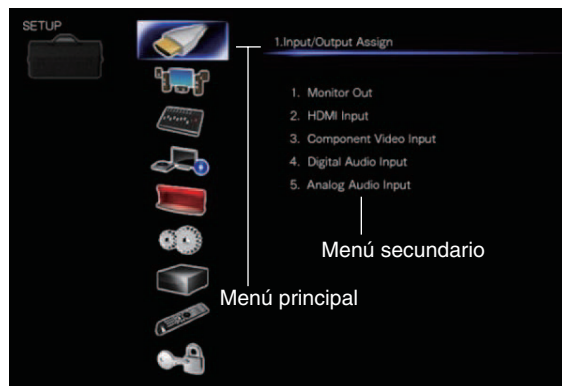 SETUP
1.Input/Output Assign
1. Monitor Out
2. HDMI Input
3. Component Video Input
4. Digital Audio Input
5. Analog Audio Input
Menú secundario
Menú principal